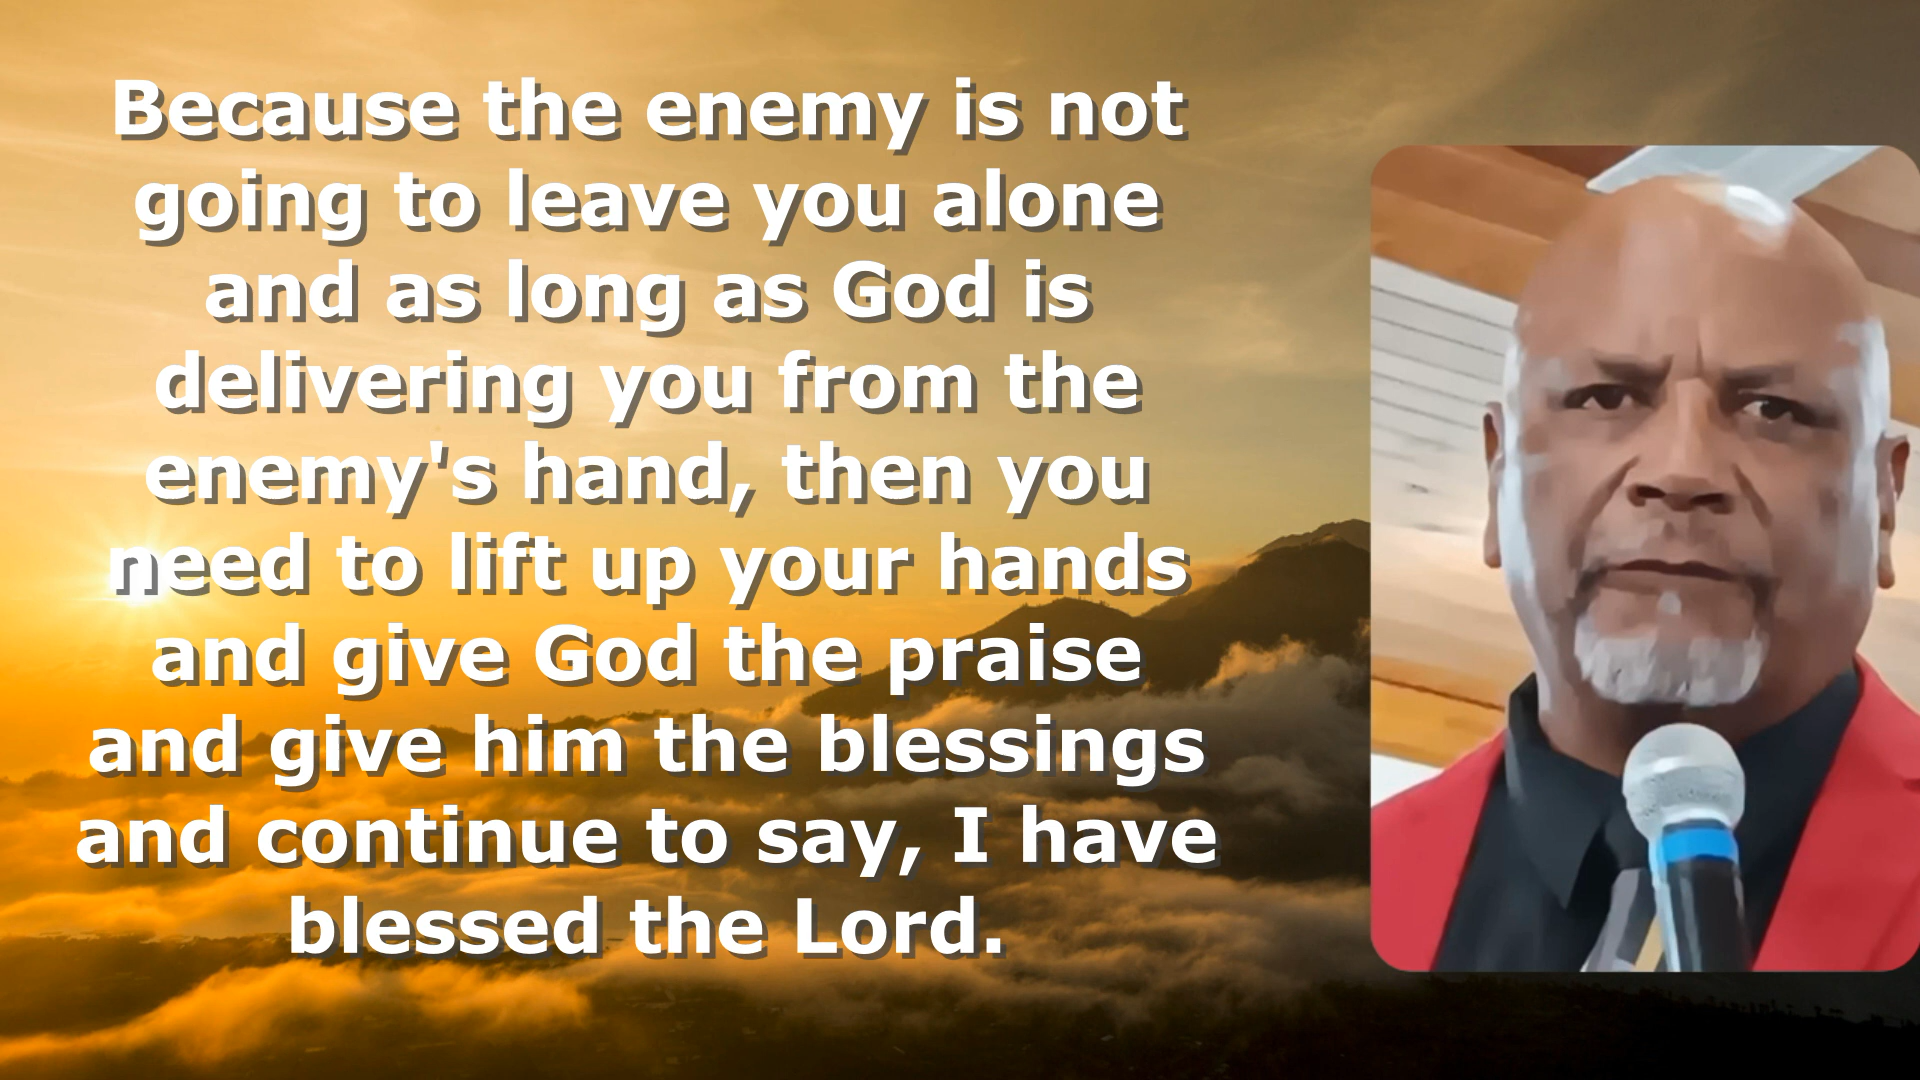 Because the enemy is not
going to leave you alone
and as long as God is
delivering you from the
enemy's hand, then you
need to lift up your hands
and give God the praise
and give him the blessings
and continue to say, I have
blessed the Lord.